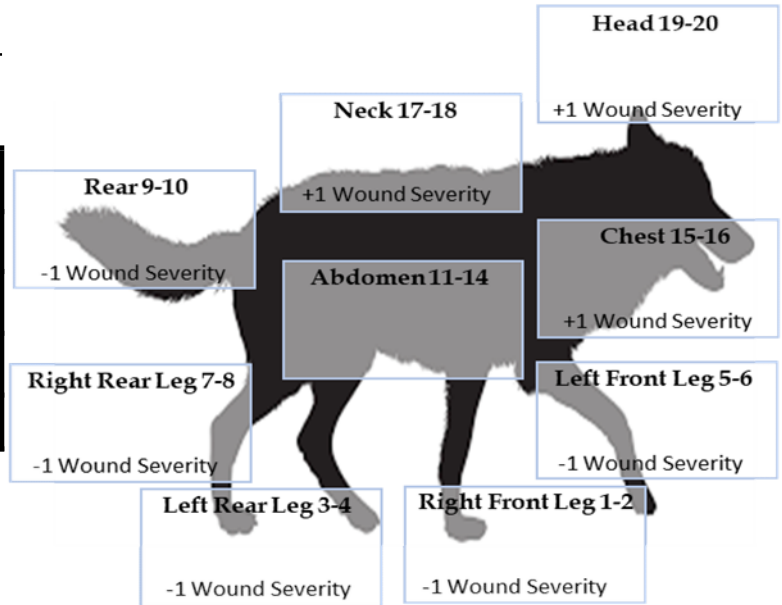 Head 19-20
+1 Wound Severity
Neck 17-18
+1 Wound Severity
Rear 9-10
-1 Wound Severity
Chest 15-16
+1 Wound Severity
Abdomen 11-14
Right Rear Leg 7-8
-1 Wound Severity
Left Front Leg 5-6
-1 Wound Severity
Left Rear Leg 3-4
-1 Wound Severity
Right Front Leg 1-2
-1 Wound Severity